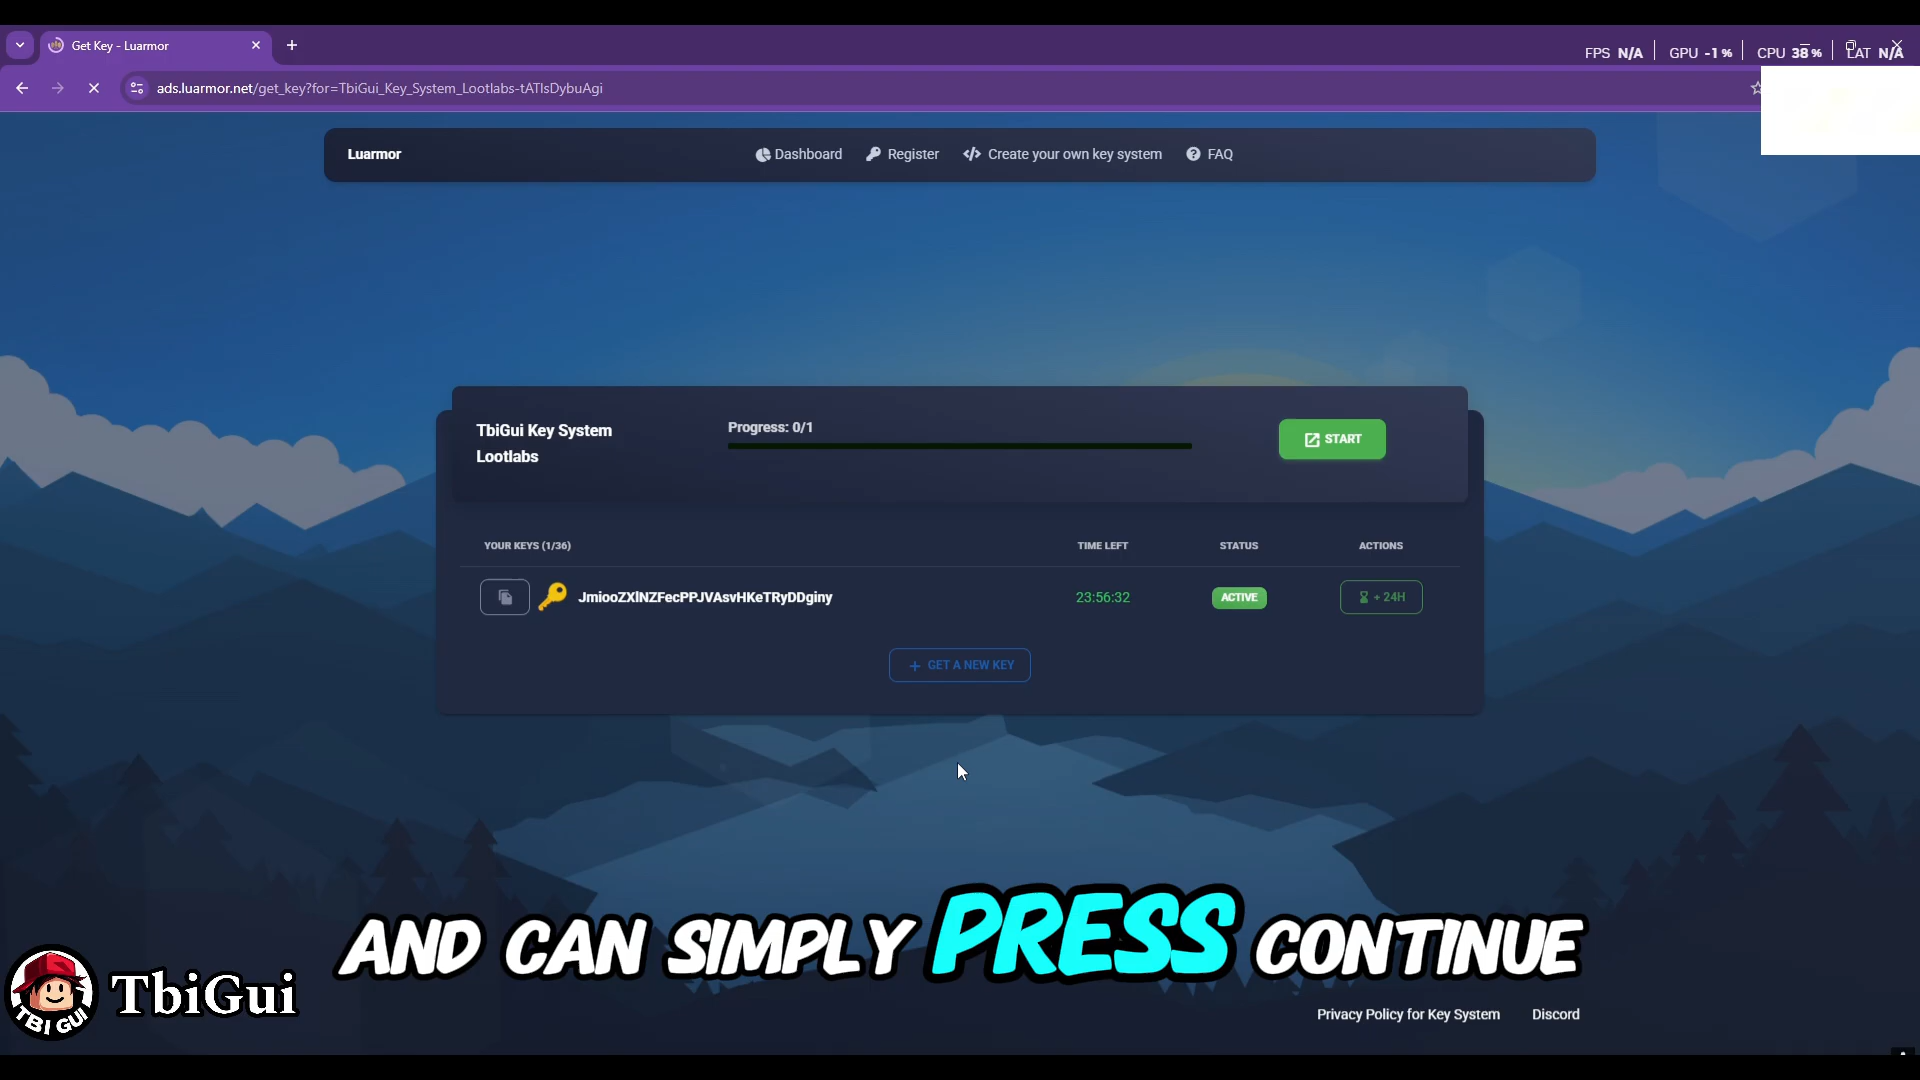 Get Key - Luarmor
FPS N/A GPU -1 % CPU 38 % LAT N/A
ads.luarmor.net/get_key?for=TbiGui_Key_System_Lootlabs-tATlsDybuAgi
Luarmor Dashboard Register Create your own key system FAQ
TbiGui Key System
Lootlabs
Progress: 0/1
START
YOUR KEYS (1/36) TIME LEFT STATUS ACTIONS
JmiooZXlNZFecPPJVAsvHKeTRyDDginy 23:56:32 ACTIVE + 24H
+ GET A NEW KEY
AND CAN SIMPLY PRESS CONTINUE
TBI GUI
TbiGui
Privacy Policy for Key System Discord